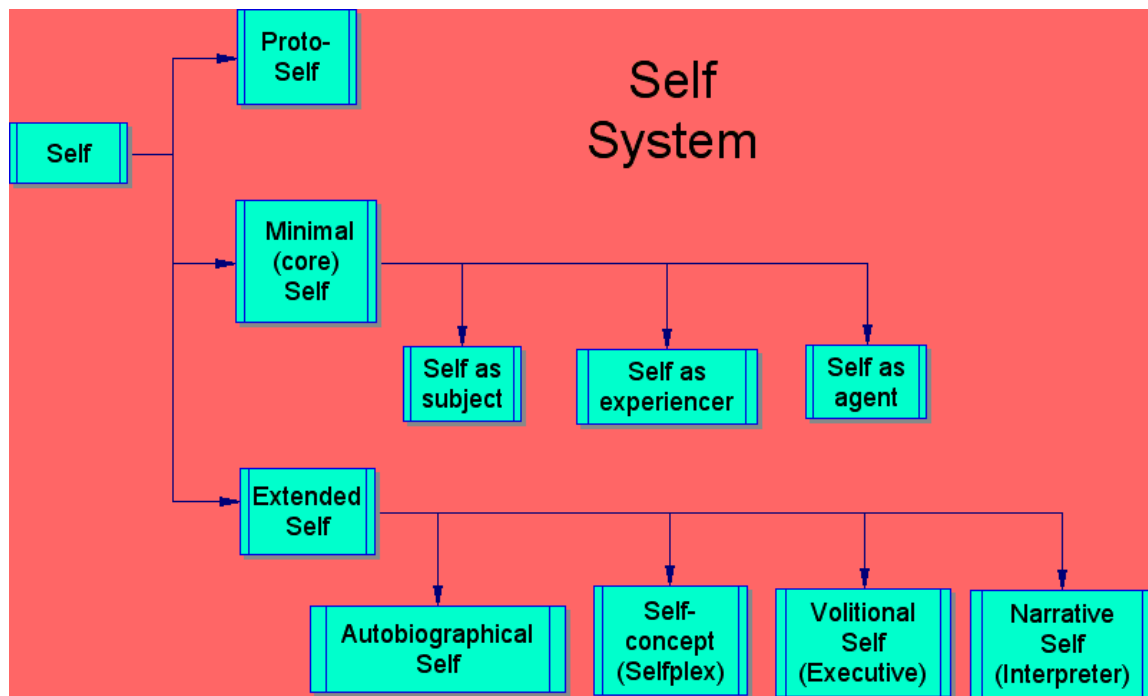 Proto-
Self
Self
System
Self
Minimal
(core)
Self
Self as
subject
Self as
experiencer
Self as
agent
Extended
Self
Autobiographical
Self
Self-
concept
(Selfplex)
Volitional
Self
(Executive)
Narrative
Self
(Interpreter)